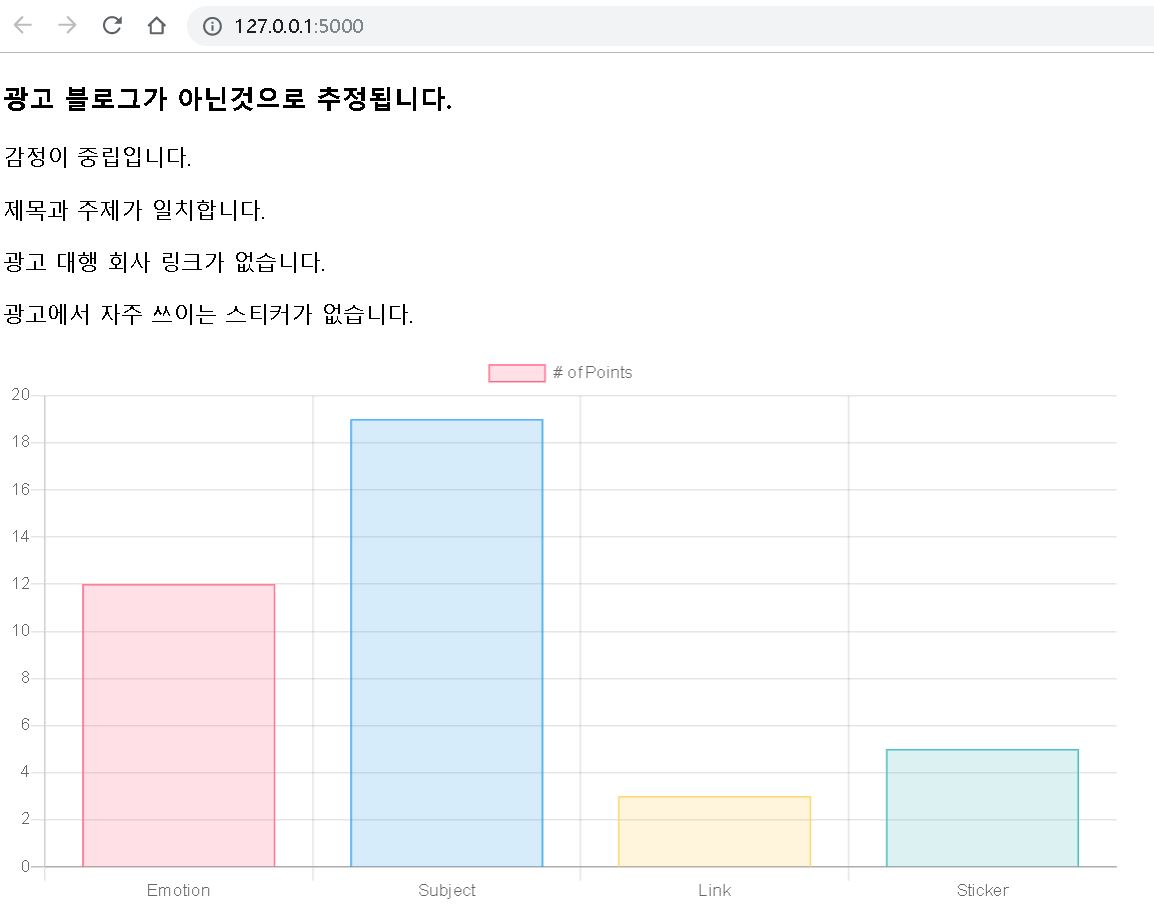 127.0.0.1:5000
광고 블로그가 아닌것으로 추정됩니다.
감정이 중립입니다.
제목과 주제가 일치합니다.
광고 대행 회사 링크가 없습니다.
광고에서 자주 쓰이는 스티커가 없습니다.
# of Points
20
18
16
14
12
10
8
6
4
2
0
Emotion Subject Link Sticker